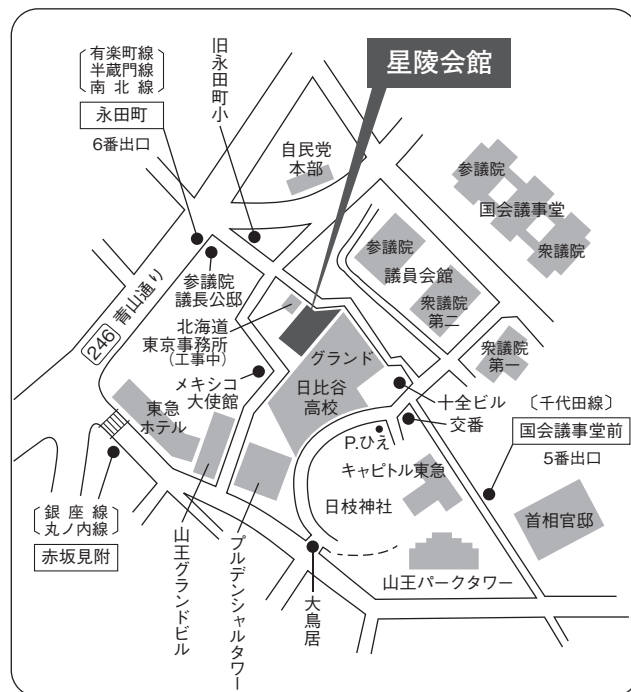 有楽町線
半蔵門線
南北線
永田町
6番出口
旧永田町小
星陵会館
自民党
本部
参議院
国会議事堂
衆議院
参議院
議員会館
衆議院
第二
衆議院
第一
参議院
議長公邸
246 青山通り
北海道
東京事務所
(工事中)
メキシコ
大使館
グランド
日比谷
高校
東急
ホテル
十全ビル
交番
〔千代田線〕
国会議事堂前
5番出口
P.ひえ
キャピトル東急
日枝神社
首相官邸
銀座線
丸ノ内線
赤坂見附
山王グランドビル
プルデンシャルタワー
大鳥居
山王パークタワー